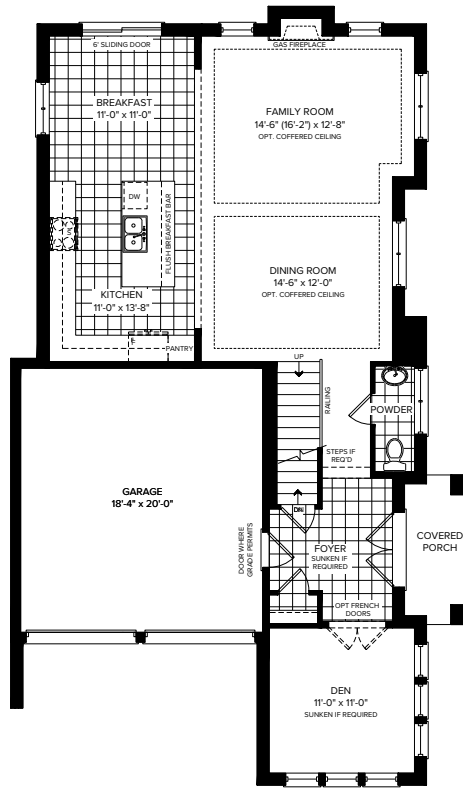 6' SLIDING DOOR
GAS FIREPLACE
BREAKFAST
11'-0" x 11'-0"
FAMILY ROOM
14'-6" (16'-2") x 12'-8"
OPT. COFFERED CEILING
DW
FLUSH BREAKFAST BAR
KITCHEN
11'-0" x 13'-8"
DINING ROOM
14'-6" x 12'-0"
OPT. COFFERED CEILING
PANTRY
UP
RAILING
POWDER
STEPS IF
REQ'D
GARAGE
18'-4" x 20'-0"
DN
DOOR WHERE
GRADE PERMITS
FOYER
SUNKEN IF
REQUIRED
COVERED
PORCH
OPT FRENCH
DOORS
DEN
11'-0" x 11'-0"
SUNKEN IF REQUIRED